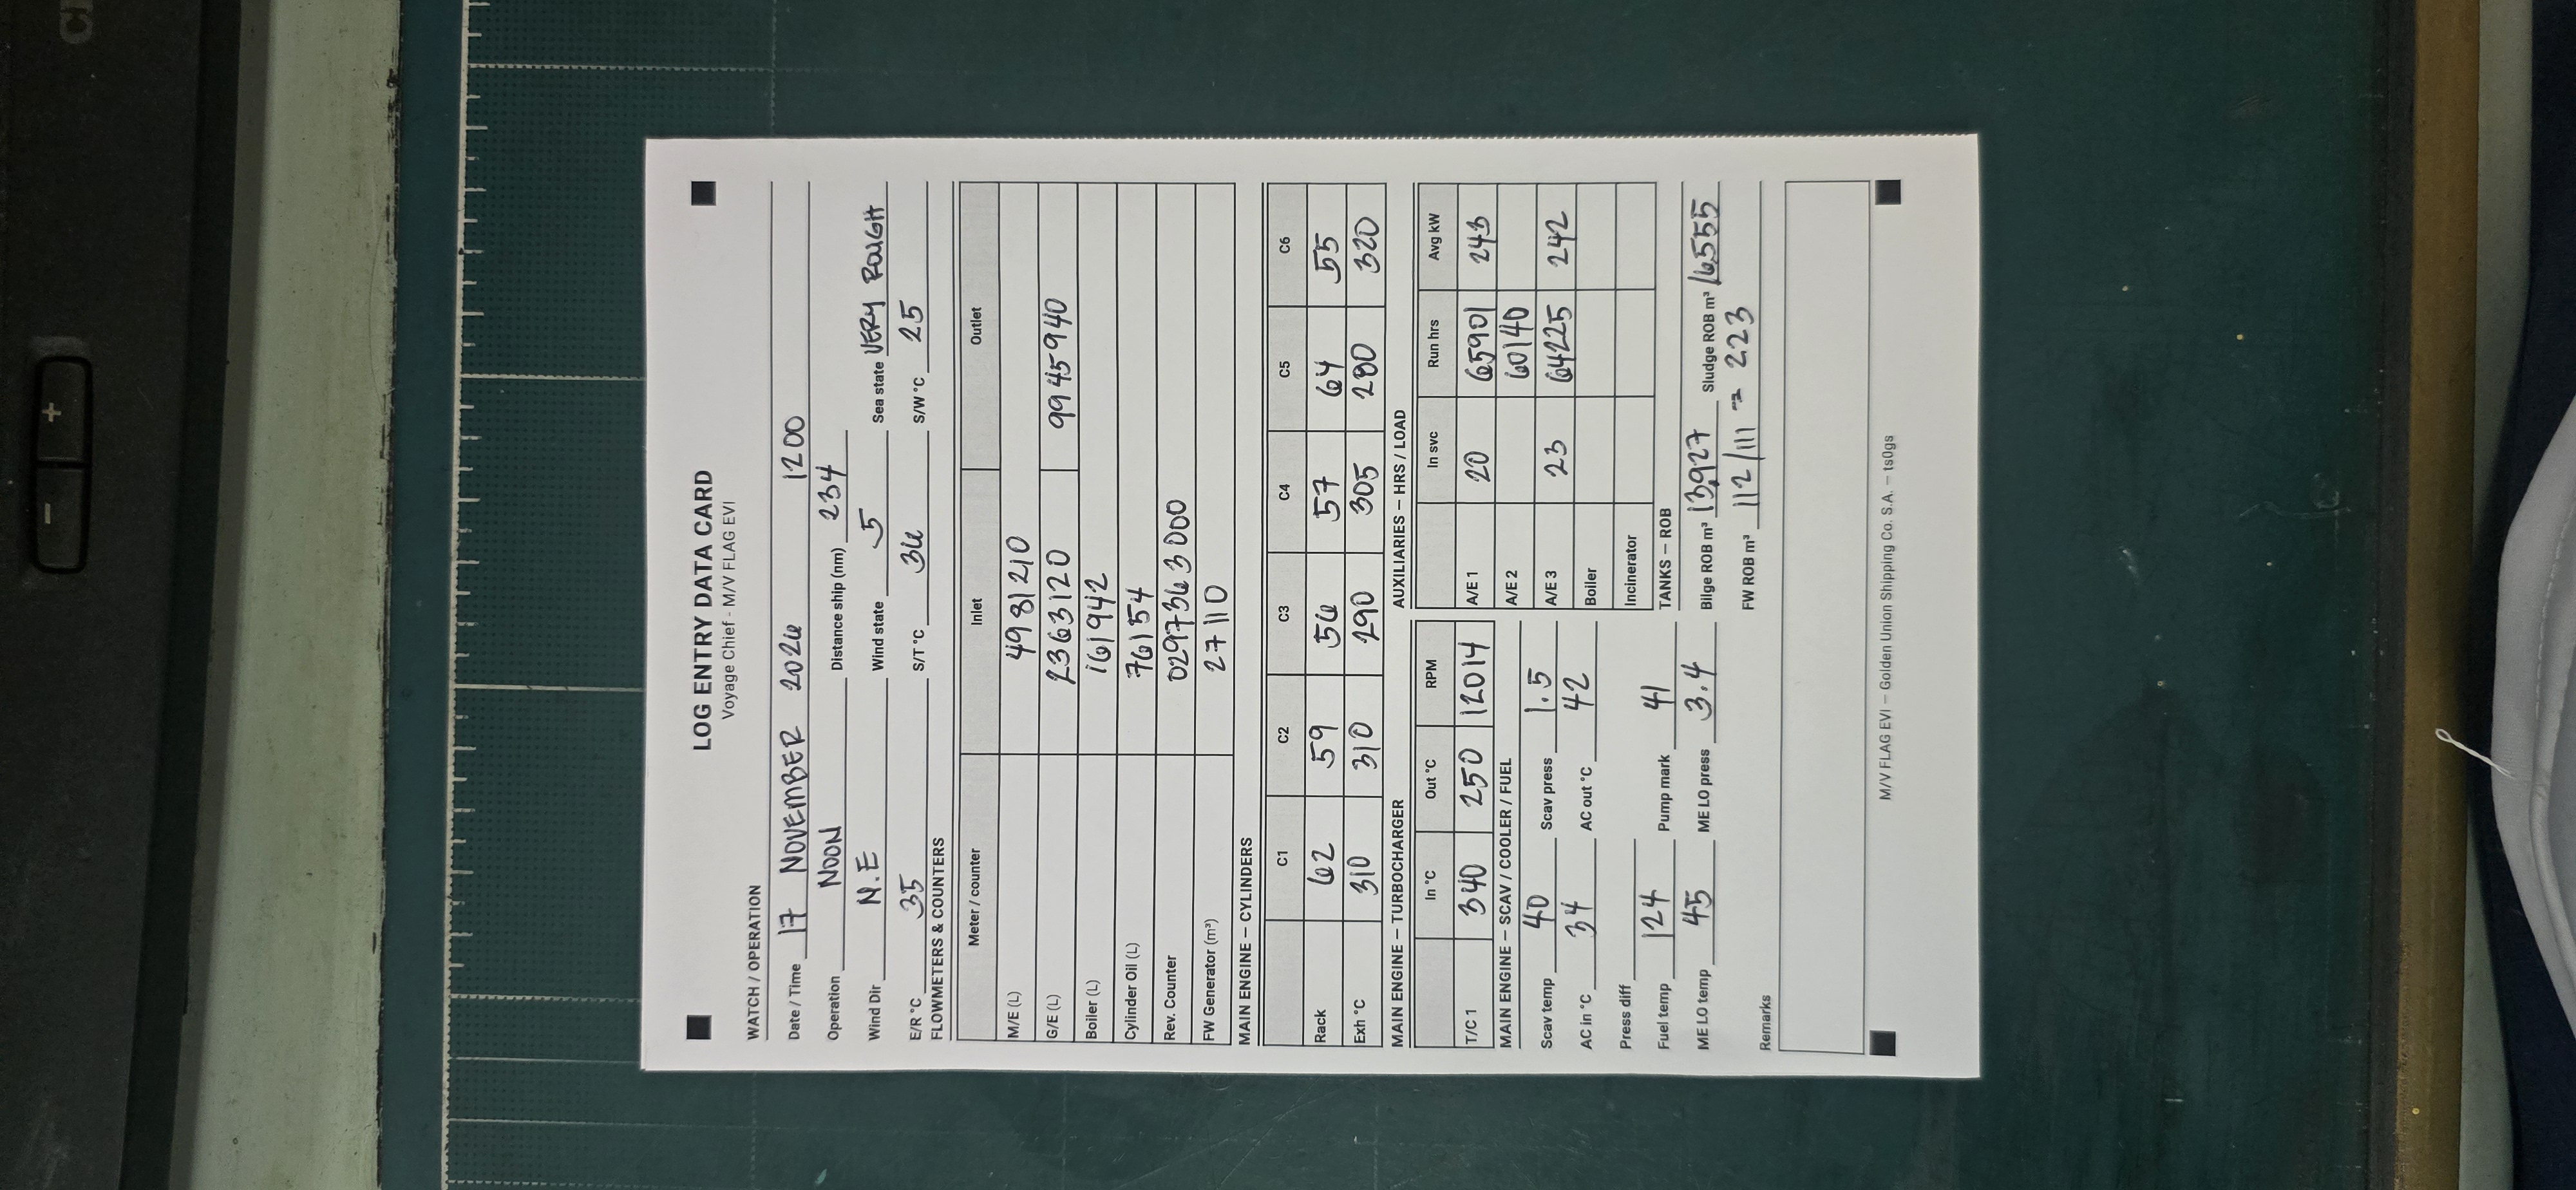 − +
LOG ENTRY DATA CARD
Voyage Chief - M/V FLAG EVI
WATCH / OPERATION
Date / Time 17 NOVEMBER 2026 1200
Operation NOON Distance ship (nm) 234
Wind Dir N.E Wind state 5 Sea state VERY ROUGH
E/R °C 35 S/T °C 36 S/W °C 25
FLOWMETERS & COUNTERS
Meter / counter Inlet Outlet
M/E (L) 4981210
G/E (L) 2363120 9945940
Boiler (L) 161942
Cylinder Oil (L) 76154
Rev. Counter 0297363000
FW Generator (m³) 27110
MAIN ENGINE — CYLINDERS
C1 C2 C3 C4 C5 C6
Rack 62 59 56 57 64 55
Exh °C 310 310 290 305 280 320
MAIN ENGINE — TURBOCHARGER
In °C Out °C RPM
T/C 1 340 250 12014
MAIN ENGINE — SCAV / COOLER / FUEL
Scav temp 40 Scav press 1.5
AC in °C 34 AC out °C 42
Press diff
Fuel temp 124 Pump mark 41
ME LO temp 45 ME LO press 3.4
AUXILIARIES — HRS / LOAD
In svc Run hrs Avg kW
A/E 1 20 65901 243
A/E 2 60140
A/E 3 23 64225 242
Boiler
Incinerator
TANKS — ROB
Bilge ROB m³ 13,927 Sludge ROB m³ 16,555
FW ROB m³ 112/111 = 223
Remarks
M/V FLAG EVI — Golden Union Shipping Co. S.A. — ts0gs